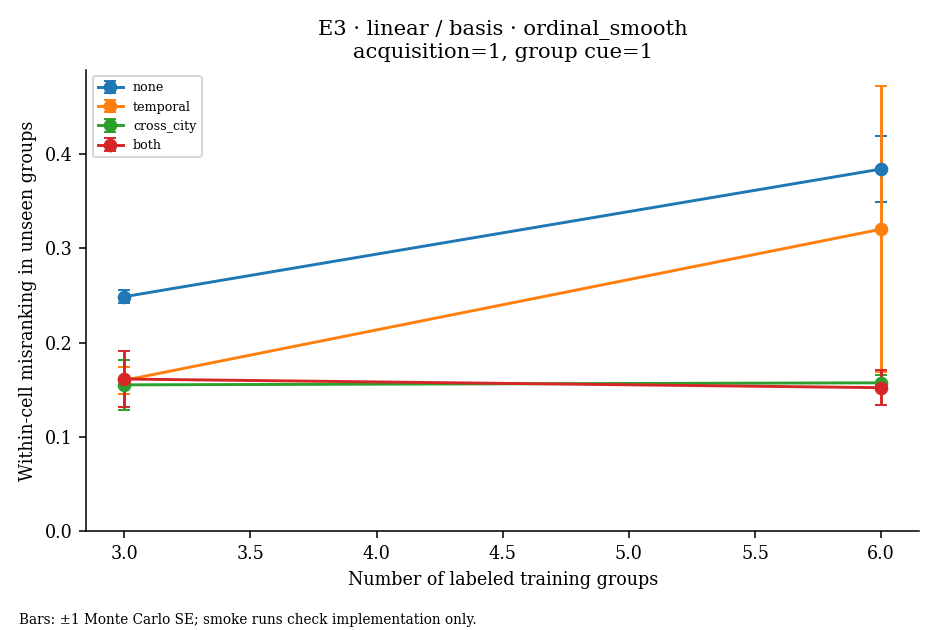 E3 · linear / basis · ordinal_smooth
acquisition=1, group cue=1
none
temporal
cross_city
both
Within-cell misranking in unseen groups
0.4
0.3
0.2
0.1
0.0
3.0 3.5 4.0 4.5 5.0 5.5 6.0
Number of labeled training groups
Bars: ±1 Monte Carlo SE; smoke runs check implementation only.